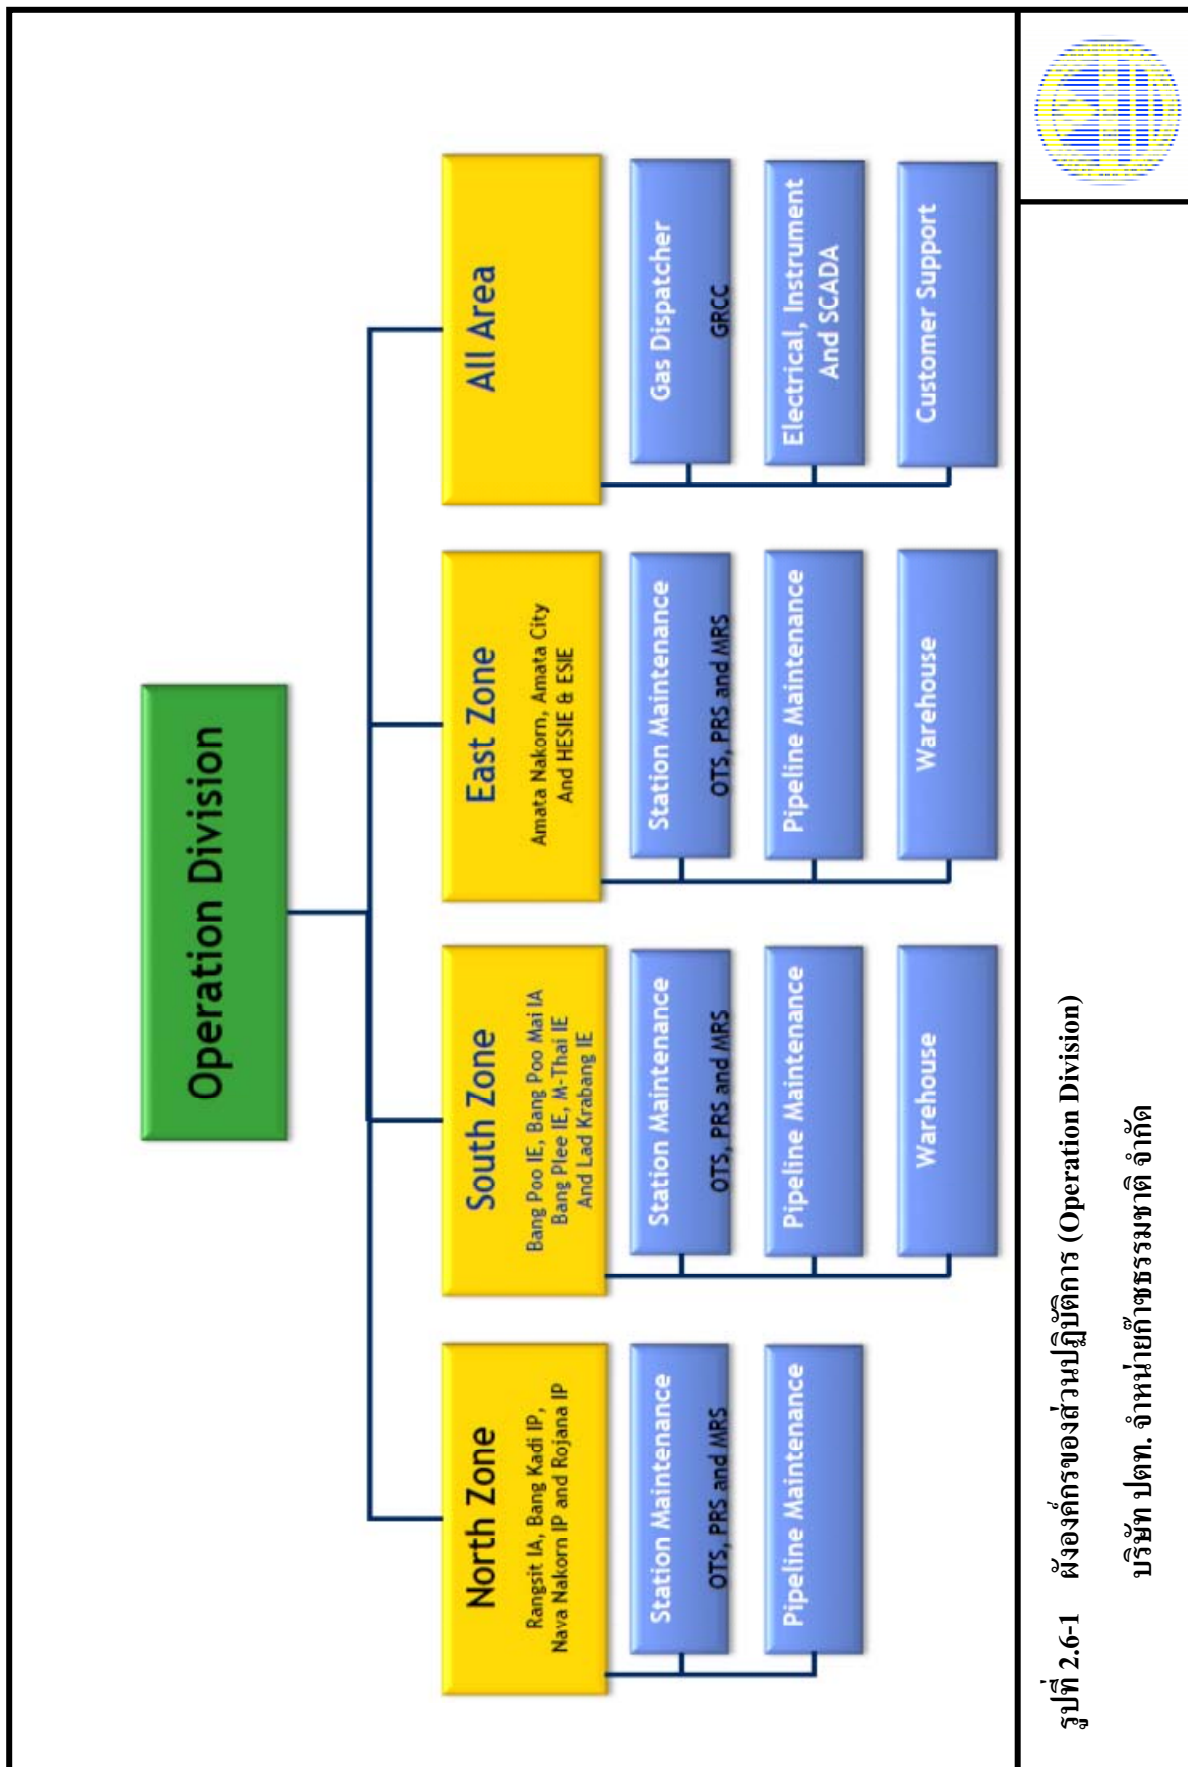 Operation Division
North Zone
Rangsit IA, Bang Kadi IP,
Nava Nakorn IP and Rojana IP
Station Maintenance
OTS, PRS and MRS
Pipeline Maintenance
South Zone
Bang Poo IE, Bang Poo Mai IA
Bang Plee IE, M-Thai IE
And Lad Krabang IE
Station Maintenance
OTS, PRS and MRS
Pipeline Maintenance
Warehouse
East Zone
Amata Nakorn, Amata City
And HESIE & ESIE
Station Maintenance
OTS, PRS and MRS
Pipeline Maintenance
Warehouse
All Area
Gas Dispatcher
GRCC
Electrical, Instrument
And SCADA
Customer Support
รูปที่ 2.6-1 ผังองค์กรของส่วนปฏิบัติการ (Operation Division)
บริษัท ปตท. จำหน่ายก๊าซธรรมชาติ จำกัด